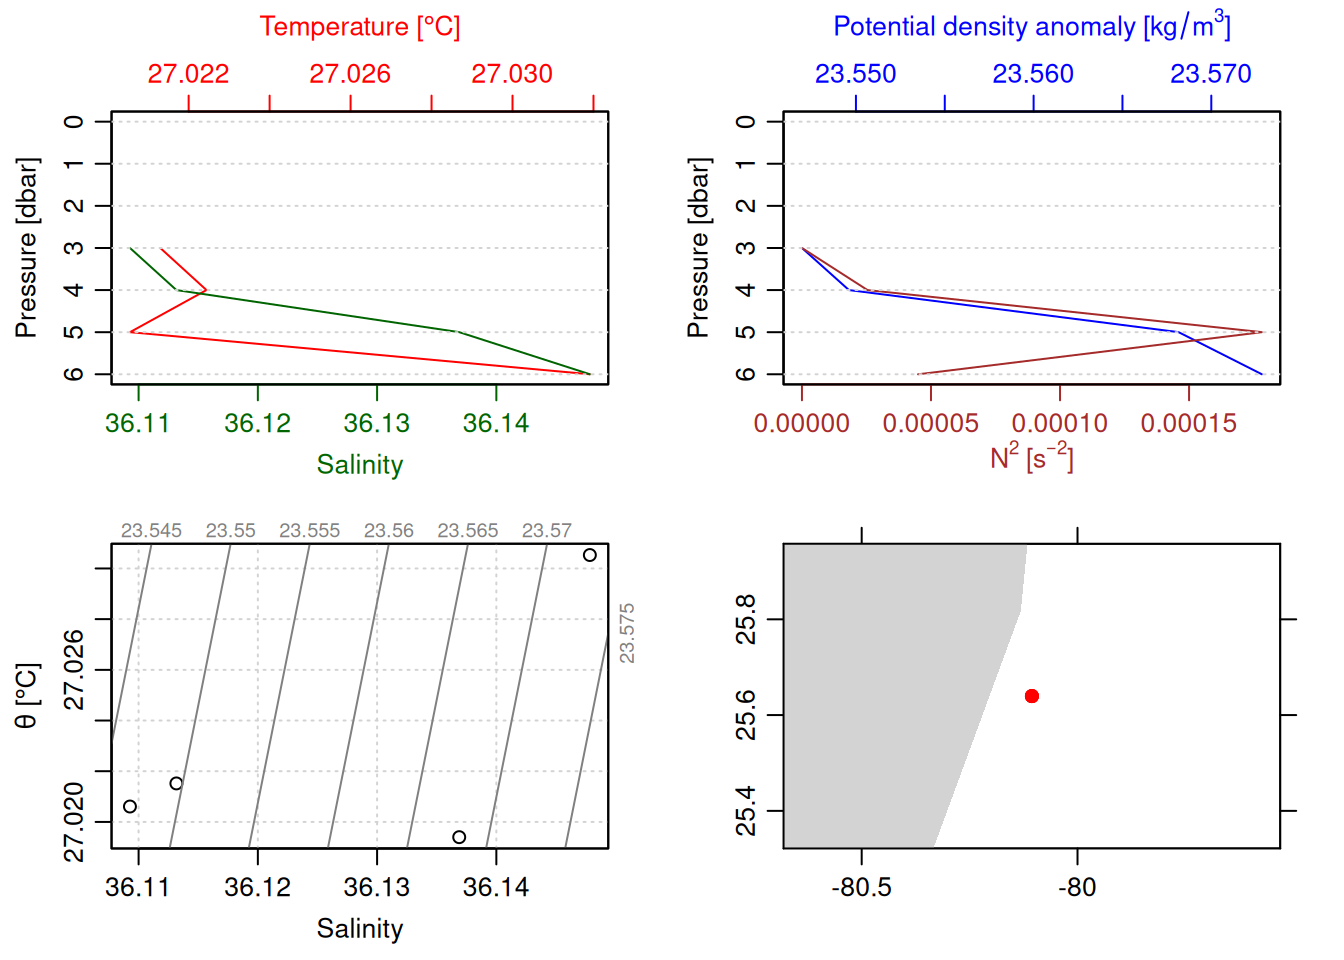 Temperature [°C]
27.022 27.026 27.030
Pressure [dbar]
0
1
2
3
4
5
6
36.11 36.12 36.13 36.14
Salinity
Potential density anomaly [kg/m³]
23.550 23.560 23.570
Pressure [dbar]
0
1
2
3
4
5
6
0.00000 0.00005 0.00010 0.00015
N² [s⁻²]
23.545 23.55 23.555 23.56 23.565 23.57
23.575
θ [°C]
27.026
27.020
36.11 36.12 36.13 36.14
Salinity
25.8
25.6
25.4
-80.5 -80